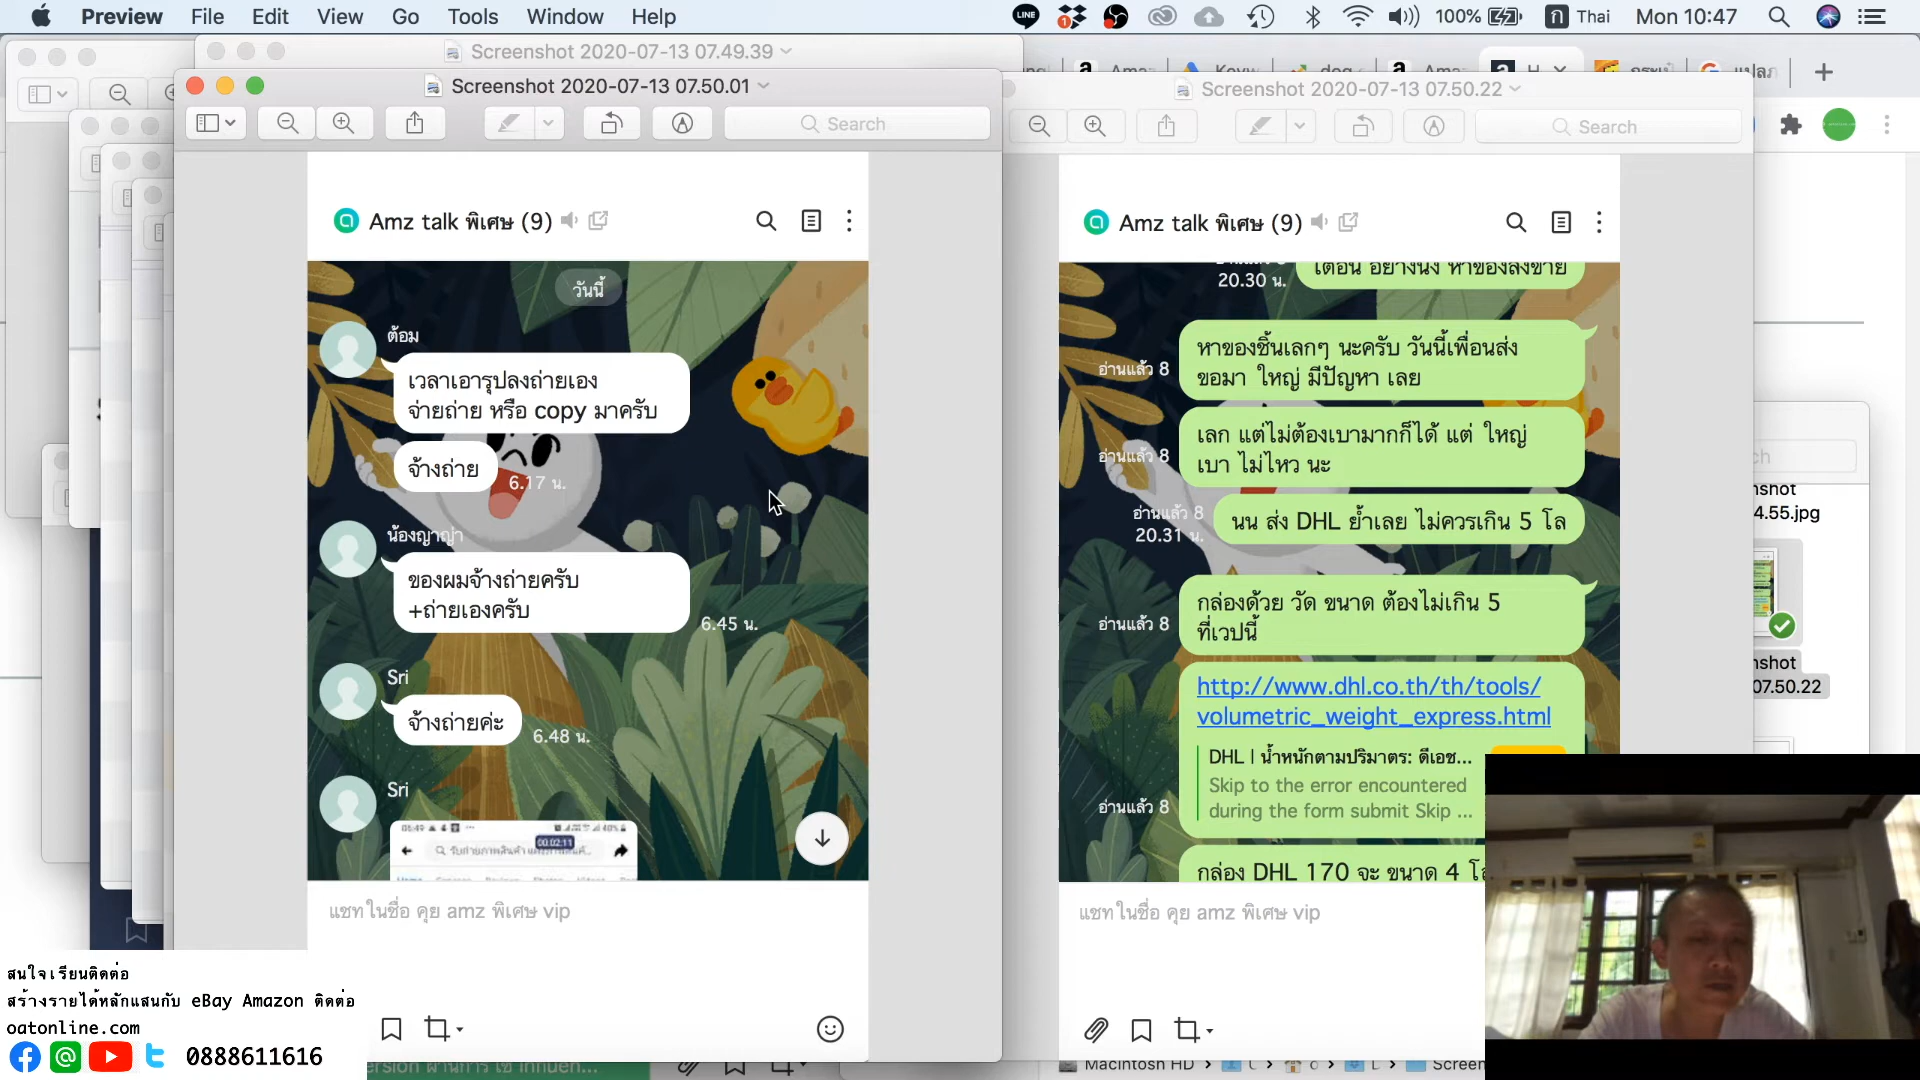 Preview File Edit View Go Tools Window Help
LINE
1
100%
ก Thai
Mon 10:47
Screenshot 2020-07-13 07.49.39
Screenshot 2020-07-13 07.50.01
Search
Amz talk พิเศษ (9)
วันนี้
ต้อม
เวลาเอารุปลงถ่ายเอง
จ่ายถ่าย หรือ copy มาครับ
จ้างถ่าย
6.17 น.
น้องญาญ่า
ของผมจ้างถ่ายครับ
+ถ่ายเองครับ
6.45 น.
Sri
จ้างถ่ายค่ะ
6.48 น.
Sri
00:02:11
แชทในชื่อ คุย amz พิเศษ vip
Screenshot 2020-07-13 07.50.22
Search
Amz talk พิเศษ (9)
20.30 น.
หาของชิ้นเลกๆ นะครับ วันนี้เพื่อนส่ง
ขอมา ใหญ่ มีปัญหา เลย
อ่านแล้ว 8
เลก แต่ไม่ต้องเบามากก็ได้ แต่ ใหญ่
เบา ไม่ไหว นะ
อ่านแล้ว 8
นน ส่ง DHL ย้ำเลย ไม่ควรเกิน 5 โล
อ่านแล้ว 8
20.31 น.
กล่องด้วย วัด ขนาด ต้องไม่เกิน 5
ที่เวปนี้
อ่านแล้ว 8
http://www.dhl.co.th/th/tools/
volumetric_weight_express.html
DHL | น้ำหนักตามปริมาตร: ดีเอช...
Skip to the error encountered
during the form submit Skip ...
อ่านแล้ว 8
กล่อง DHL 170 จะ ขนาด 4
แชทในชื่อ คุย amz พิเศษ vip
4.55.jpg
07.50.22
Macintosh HD
สนใจเรียนติดต่อ
สร้างรายได้หลักแสนกับ eBay Amazon ติดต่อ
oatonline.com
0888611616